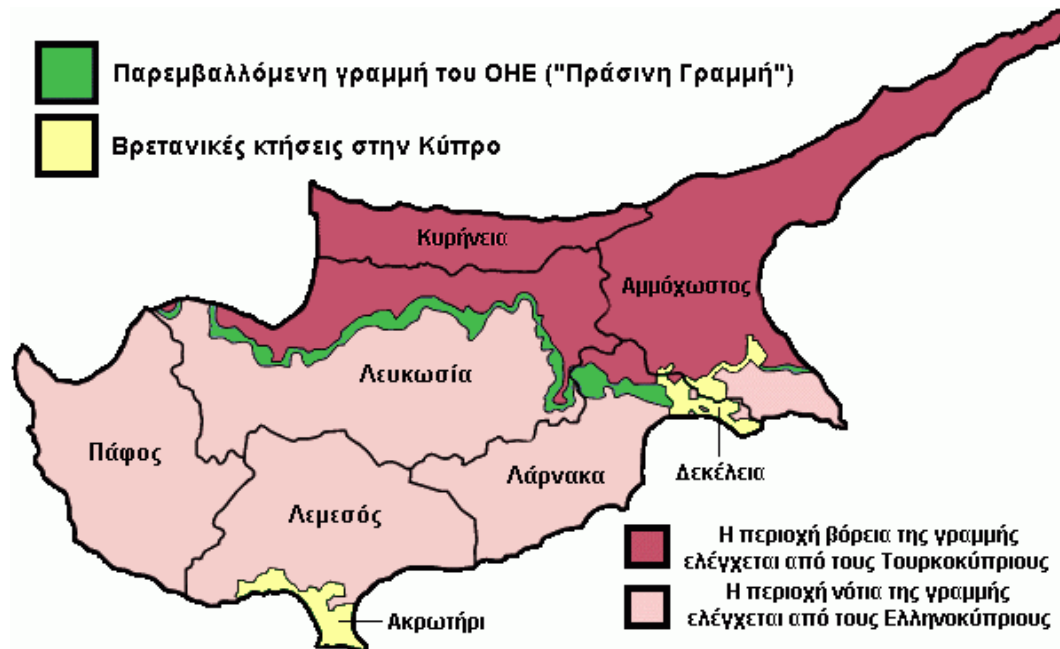 Παρεμβαλλόμενη γραμμή του ΟΗΕ ("Πράσινη Γραμμή")
Βρετανικές κτήσεις στην Κύπρο
Κυρήνεια
Αμμόχωστος
Λευκωσία
Πάφος
Λάρνακα
Δεκέλεια
Λεμεσός
Ακρωτήρι
Η περιοχή βόρεια της γραμμής
ελέγχεται από τους Τουρκοκύπριους
Η περιοχή νότια της γραμμής
ελέγχεται από τους Ελληνοκύπριους